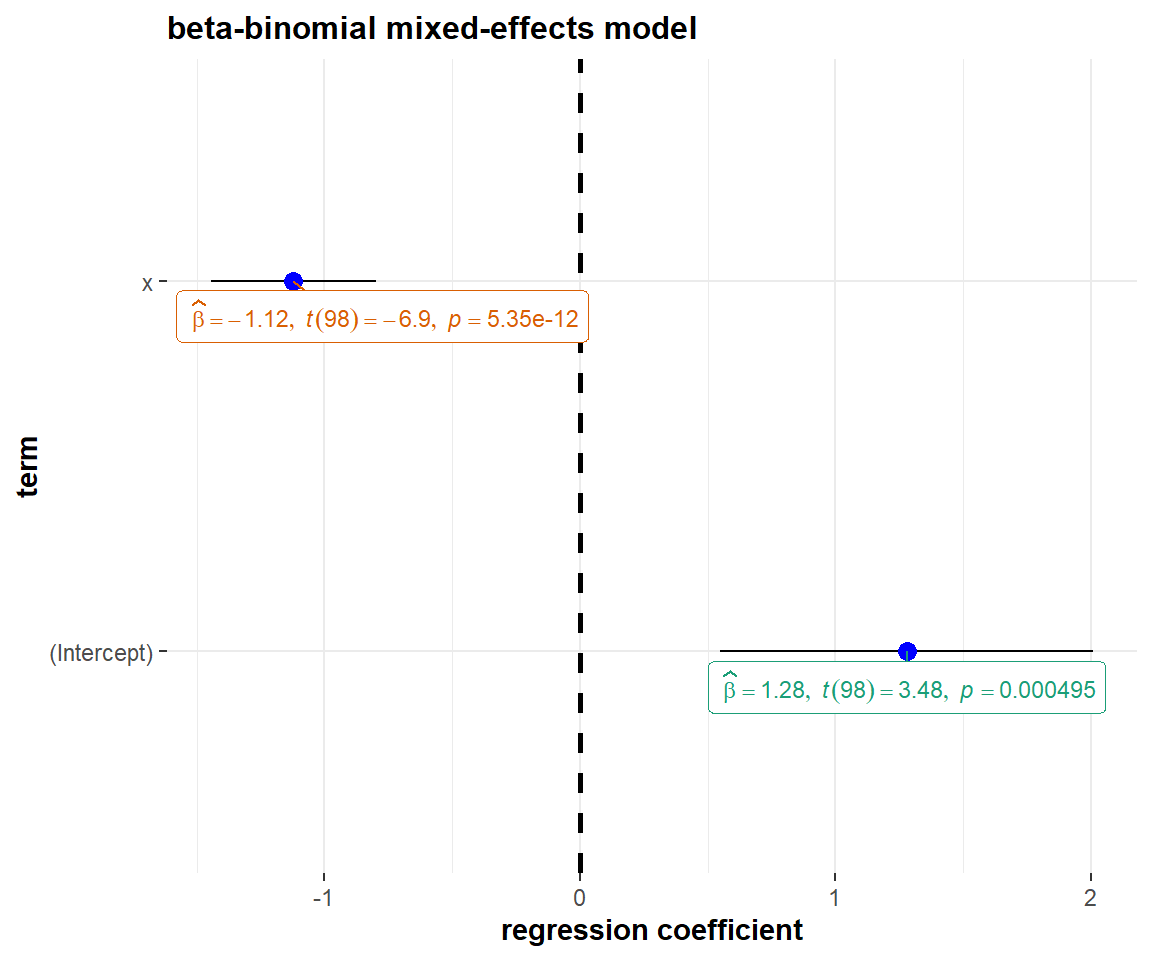 beta-binomial mixed-effects model
x
β̂ = −1.12, t(98) = −6.9, p = 5.35e-12
term
(Intercept)
β̂ = 1.28, t(98) = 3.48, p = 0.000495
-1 0 1 2
regression coefficient